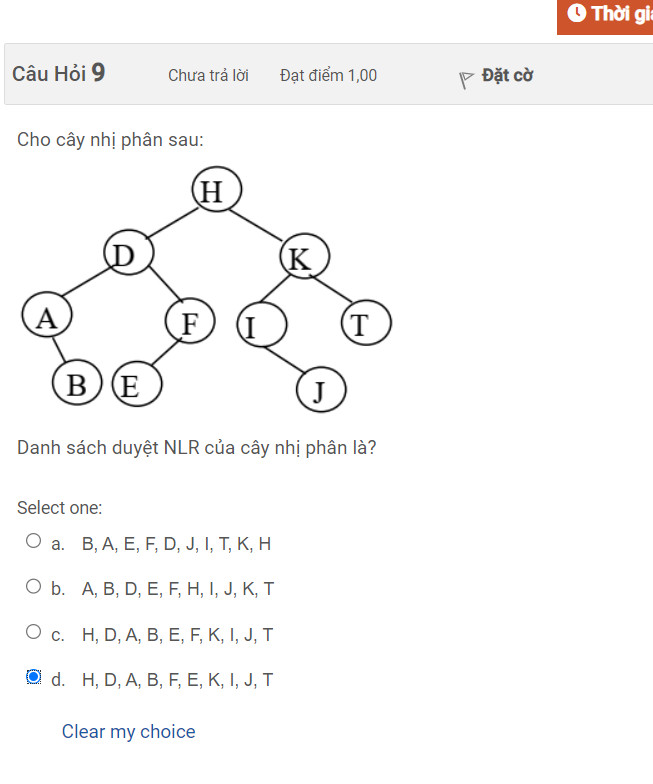 Thời gi
Câu Hỏi 9 Chưa trả lời Đạt điểm 1,00 Đặt cờ
Cho cây nhị phân sau:
H
D K
A F I T
B E J
Danh sách duyệt NLR của cây nhị phân là?
Select one:
a. B, A, E, F, D, J, I, T, K, H
b. A, B, D, E, F, H, I, J, K, T
c. H, D, A, B, E, F, K, I, J, T
d. H, D, A, B, F, E, K, I, J, T
Clear my choice